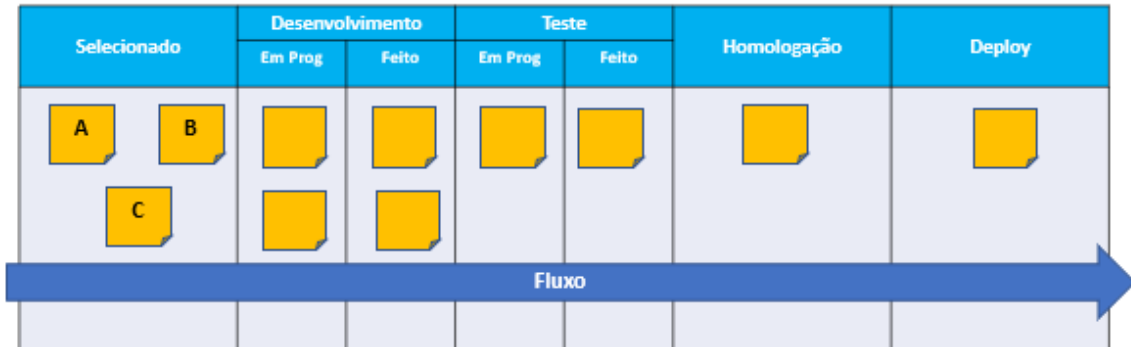 Selecionado
Desenvolvimento
Teste
Homologação
Deploy
Em Prog
Feito
Em Prog
Feito
A
B
C
Fluxo